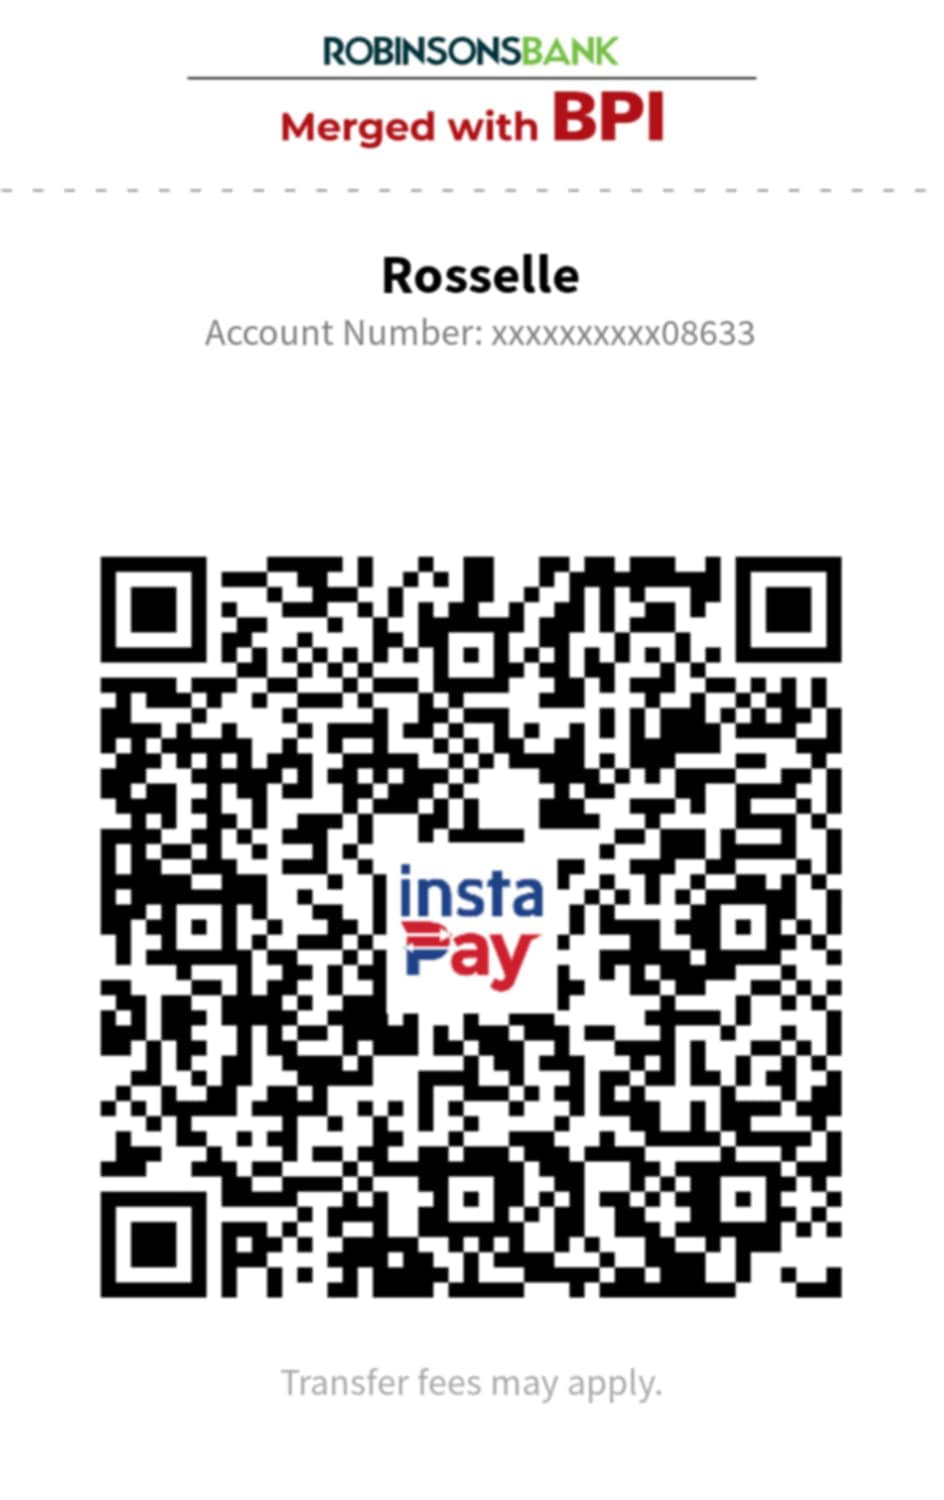 ROBINSONSBANK
Merged with BPI
Rosselle
Account Number: xxxxxxxxxx08633
insta
Pay
Transfer fees may apply.